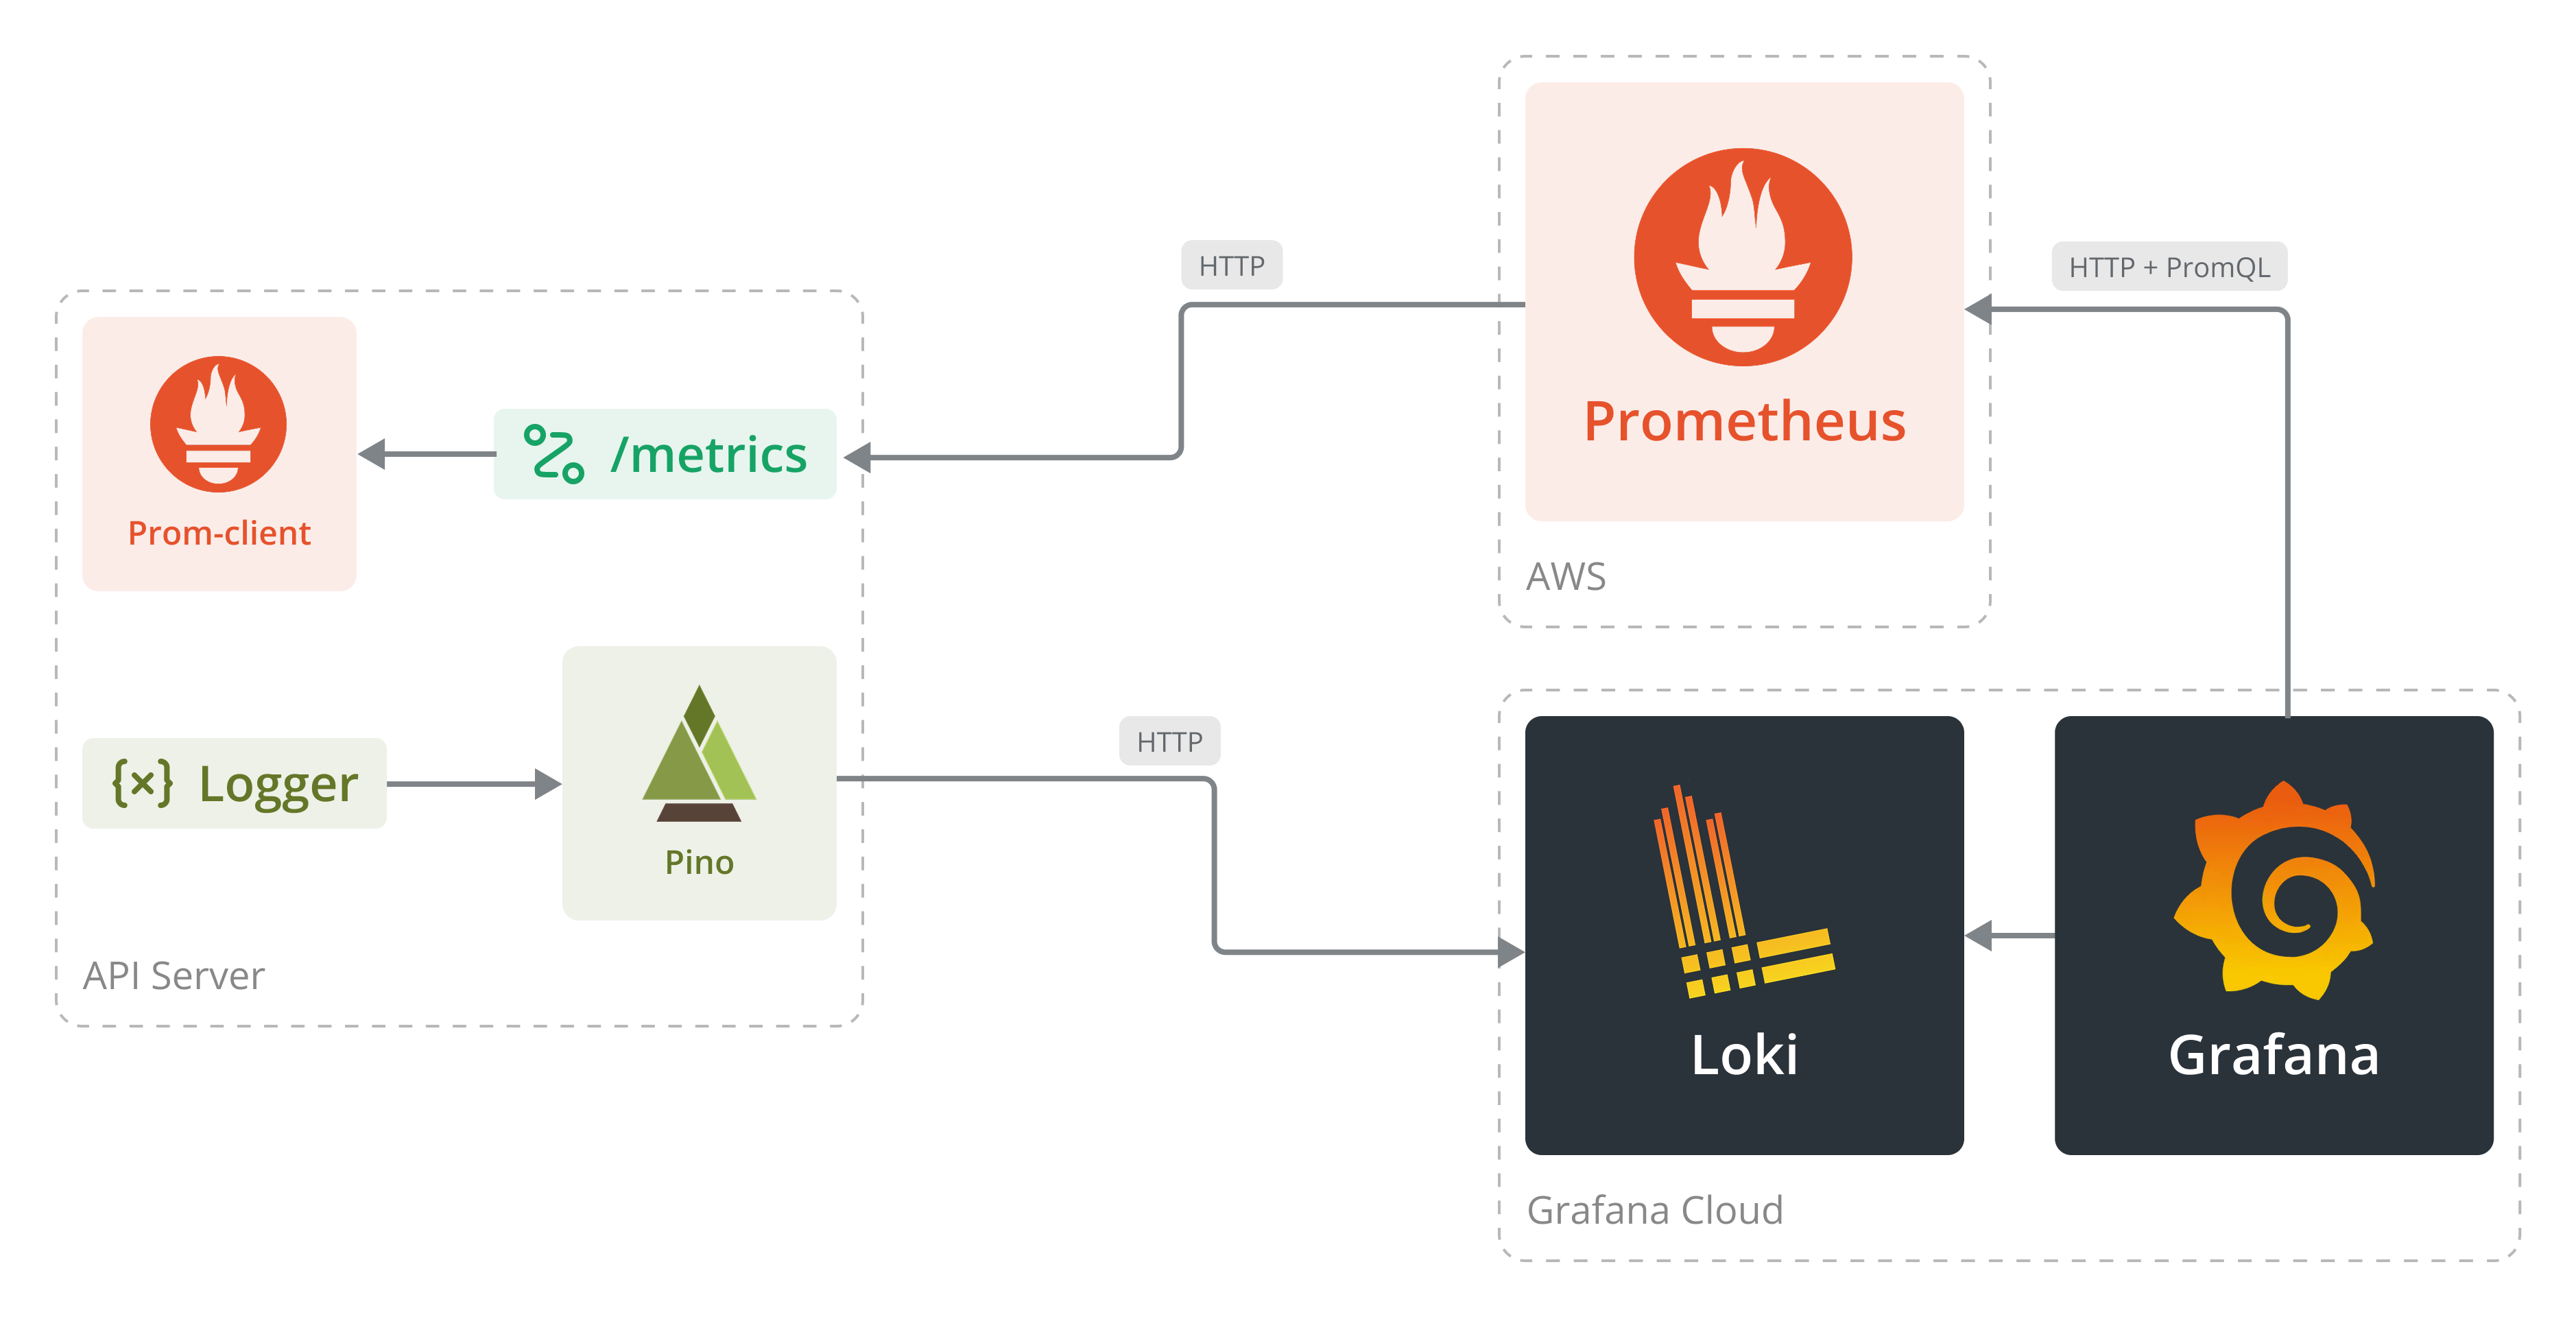 HTTP
HTTP + PromQL
Prometheus
AWS
/metrics
Prom-client
HTTP
{×} Logger
Pino
API Server
Loki
Grafana
Grafana Cloud